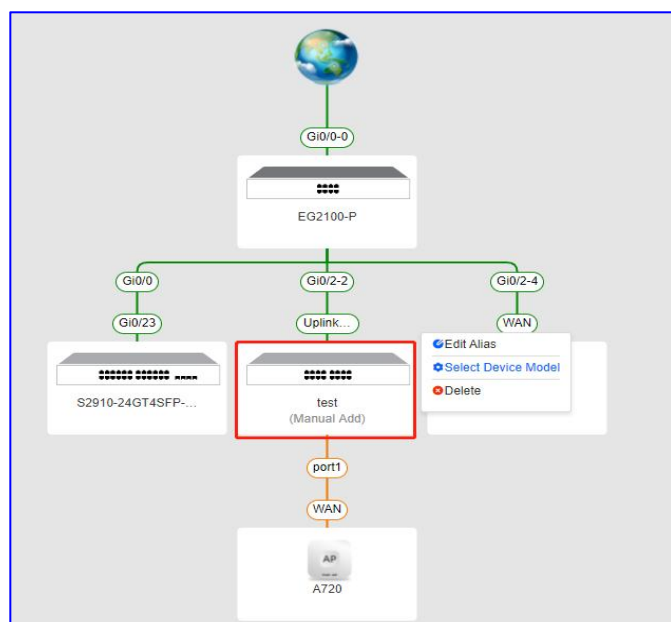 Gi0/0-0
EG2100-P
Gi0/0
Gi0/2-2
Gi0/2-4
Gi0/23
Uplink...
WAN
Edit Alias
Select Device Model
Delete
S2910-24GT4SFP-...
test
(Manual Add)
port1
WAN
AP
A720